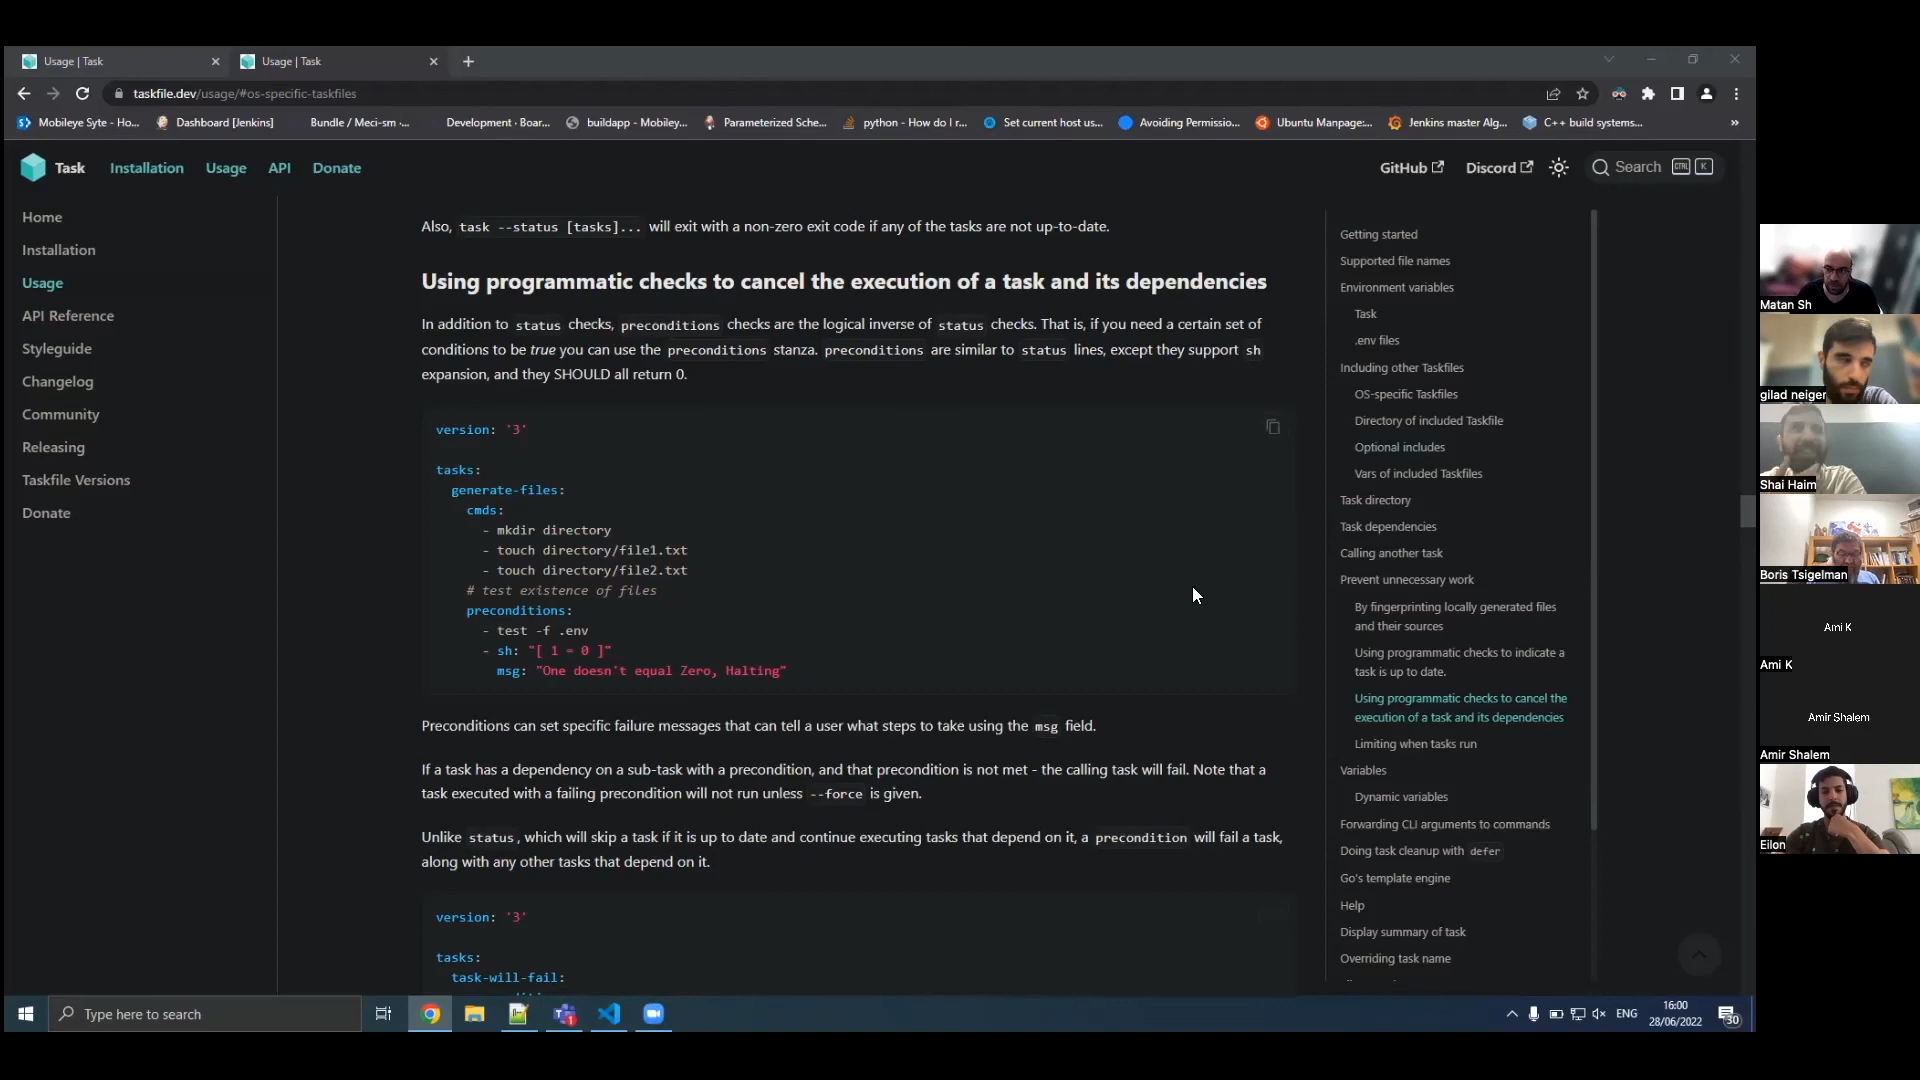 Usage | Task
Usage | Task
taskfile.dev/usage/#os-specific-taskfiles
Mobileye Syte - Ho...
Dashboard [Jenkins]
Bundle / Meci-sm ·...
Development · Boar...
buildapp - Mobiley...
Parameterized Sche...
python - How do I r...
Set current host us...
Avoiding Permissio...
Ubuntu Manpage:...
Jenkins master Alg...
C++ build systems...
»
Task
Installation
Usage
API
Donate
GitHub
Discord
Search
CTRL
K
Home
Installation
Usage
API Reference
Styleguide
Changelog
Community
Releasing
Taskfile Versions
Donate
Also, task --status [tasks]... will exit with a non-zero exit code if any of the tasks are not up-to-date.
Using programmatic checks to cancel the execution of a task and its dependencies
In addition to status checks, preconditions checks are the logical inverse of status checks. That is, if you need a certain set of
conditions to be true you can use the preconditions stanza. preconditions are similar to status lines, except they support sh
expansion, and they SHOULD all return 0.
version: '3'
tasks:
generate-files:
cmds:
- mkdir directory
- touch directory/file1.txt
- touch directory/file2.txt
# test existence of files
preconditions:
- test -f .env
- sh: "[ 1 = 0 ]"
msg: "One doesn't equal Zero, Halting"
Preconditions can set specific failure messages that can tell a user what steps to take using the msg field.
If a task has a dependency on a sub-task with a precondition, and that precondition is not met - the calling task will fail. Note that a
task executed with a failing precondition will not run unless --force is given.
Unlike status, which will skip a task if it is up to date and continue executing tasks that depend on it, a precondition will fail a task,
along with any other tasks that depend on it.
version: '3'
tasks:
task-will-fail:
Getting started
Supported file names
Environment variables
Task
.env files
Including other Taskfiles
OS-specific Taskfiles
Directory of included Taskfile
Optional includes
Vars of included Taskfiles
Task directory
Task dependencies
Calling another task
Prevent unnecessary work
By fingerprinting locally generated files
and their sources
Using programmatic checks to indicate a
task is up to date.
Using programmatic checks to cancel the
execution of a task and its dependencies
Limiting when tasks run
Variables
Dynamic variables
Forwarding CLI arguments to commands
Doing task cleanup with defer
Go's template engine
Help
Display summary of task
Overriding task name
Matan Sh
gilad neiger
Shai Haim
Boris Tsigelman
Ami K
Ami K
Amir Shalem
Amir Shalem
Eilon
Type here to search
1
ENG
16:00
28/06/2022
30